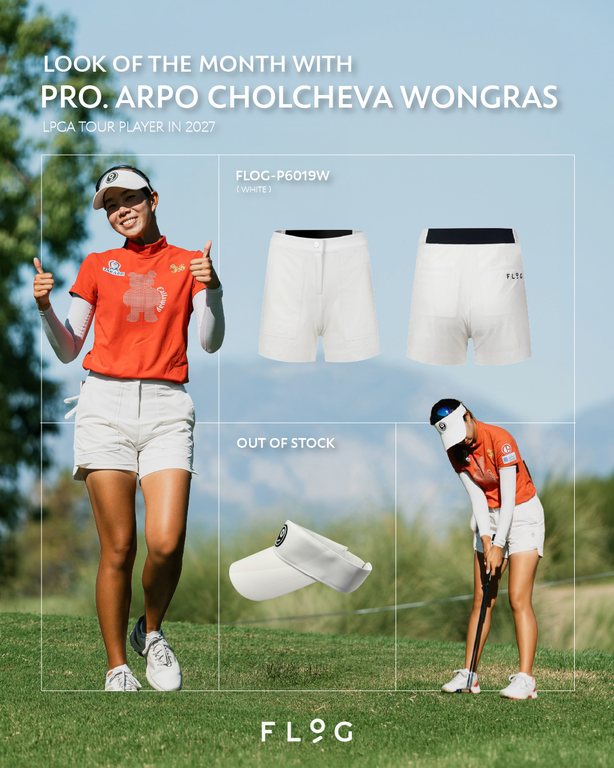 LOOK OF THE MONTH WITH
PRO. ARPO CHOLCHEVA WONGRAS
LPGA TOUR PLAYER IN 2027
FLOG-P6019W
( WHITE )
FLOG
OUT OF STOCK
FLOG